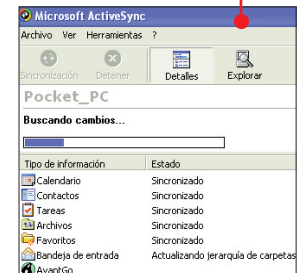 Microsoft ActiveSync
Archivo Ver Herramientas ?
Sincronización Detener Detalles Explorar
Pocket_PC
Buscando cambios...
Tipo de información Estado
Calendario Sincronizado
Contactos Sincronizado
Tareas Sincronizado
Archivos Sincronizado
Favoritos Sincronizado
Bandeja de entrada Actualizando jerarquía de carpetas
AvantGo